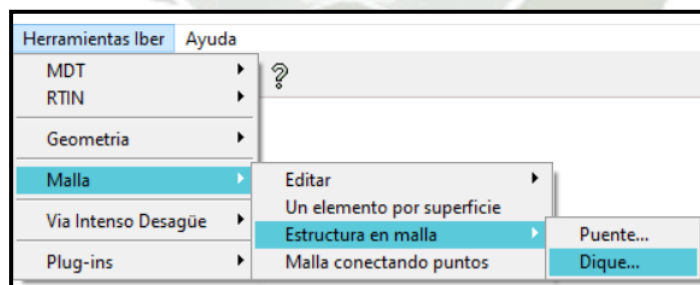 Herramientas Iber Ayuda
MDT
RTIN
Geometria
Malla
Via Intenso Desagüe
Plug-ins
Editar
Un elemento por superficie
Estructura en malla
Malla conectando puntos
Puente...
Dique...